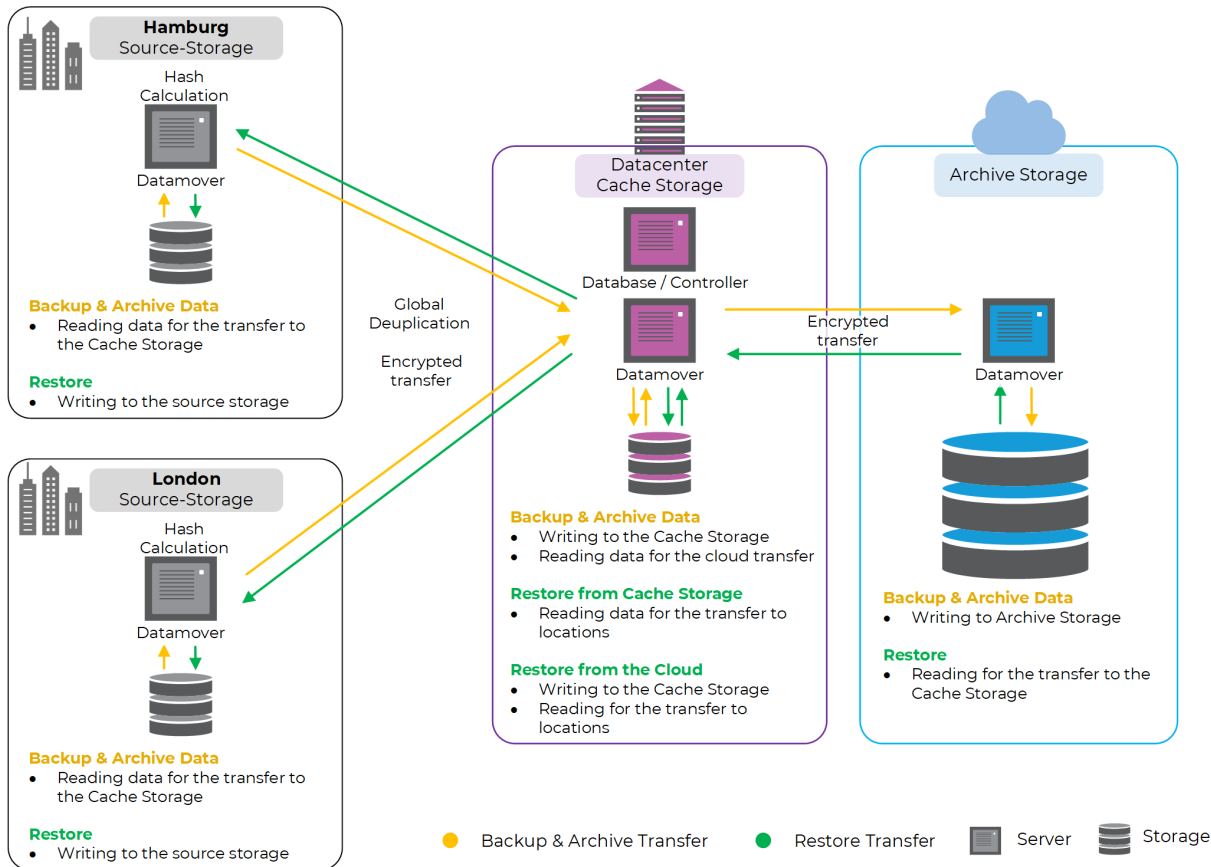 Hamburg
Source-Storage
Hash
Calculation
Datamover
Backup & Archive Data
• Reading data for the transfer to
the Cache Storage
Restore
• Writing to the source storage
London
Source-Storage
Hash
Calculation
Datamover
Backup & Archive Data
• Reading data for the transfer to
the Cache Storage
Restore
• Writing to the source storage
Global
Deuplication
Encrypted
transfer
Datacenter
Cache Storage
Database / Controller
Datamover
Backup & Archive Data
• Writing to the Cache Storage
• Reading data for the cloud transfer
Restore from Cache Storage
• Reading data for the transfer to
locations
Restore from the Cloud
• Writing to the Cache Storage
• Reading for the transfer to
locations
Encrypted
transfer
Archive Storage
Datamover
Backup & Archive Data
• Writing to Archive Storage
Restore
• Reading for the transfer to the
Cache Storage
Backup & Archive Transfer
Restore Transfer
Server
Storage